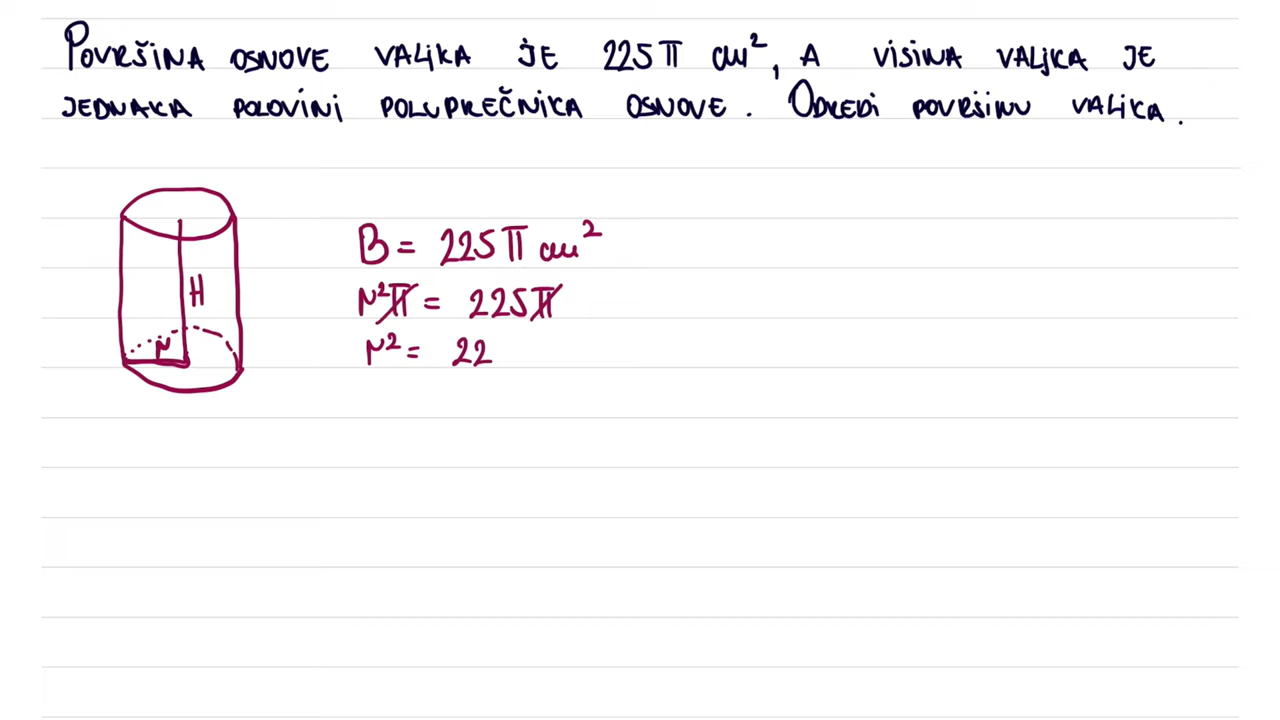 POVRŠINA OSNOVE VALJKA JE 225π cm², A VISINA VALJKA JE
JEDNAKA POLOVINI POLUPREČNIKA OSNOVE. ODREDI POVRŠINU VALJKA.
B = 225π cm²
r²π = 225π
H
r² = 22
r